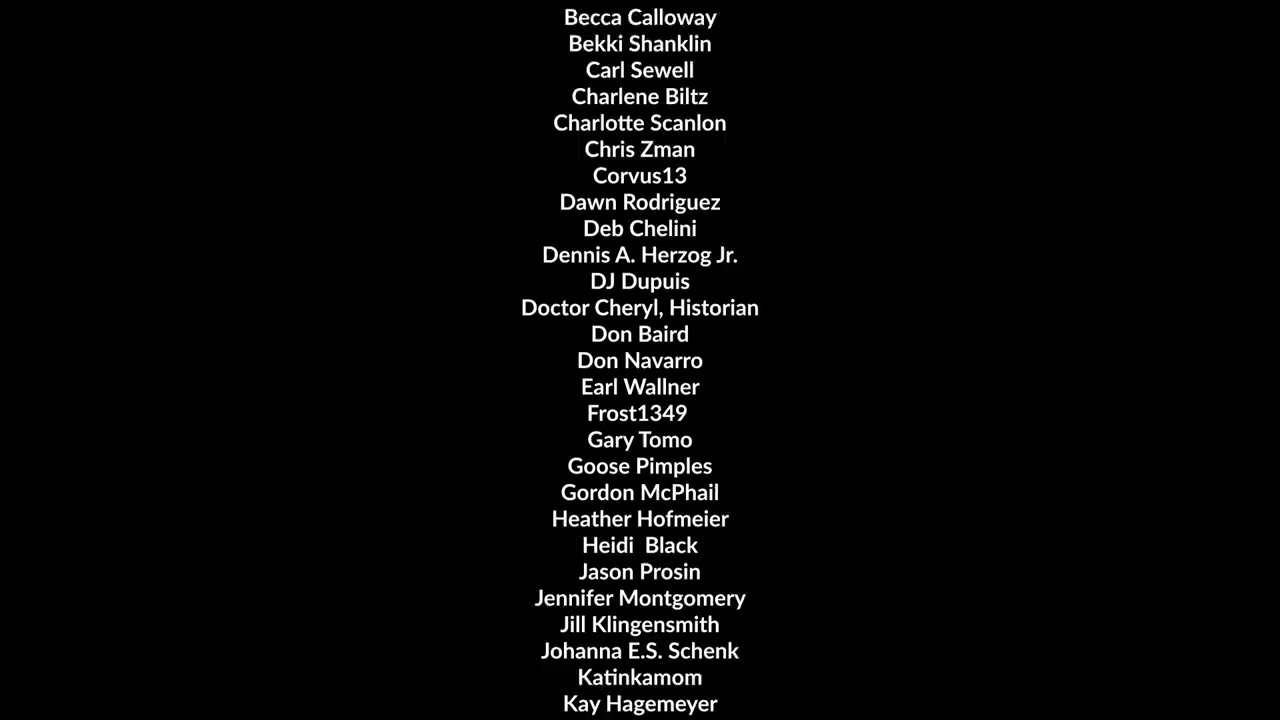 Becca Calloway
Bekki Shanklin
Carl Sewell
Charlene Biltz
Charlotte Scanlon
Chris Zman
Corvus13
Dawn Rodriguez
Deb Chelini
Dennis A. Herzog Jr.
DJ Dupuis
Doctor Cheryl, Historian
Don Baird
Don Navarro
Earl Wallner
Frost1349
Gary Tomo
Goose Pimples
Gordon McPhail
Heather Hofmeier
Heidi  Black
Jason Prosin
Jennifer Montgomery
Jill Klingensmith
Johanna E.S. Schenk
Katinkamom
Kay Hagemeyer